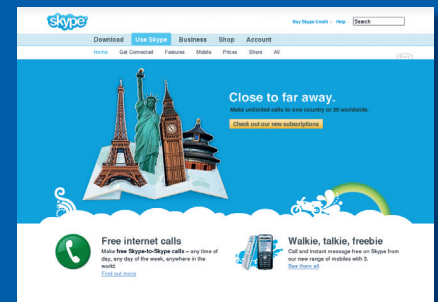 skype
Buy Skype Credit Help Search
Download Use Skype Business Shop Account
Home Get Connected Features Mobile Prices Share All
Close to far away.
Make unlimited calls to one country or 36 worldwide.
Check out our new subscriptions
Free internet calls
Make free Skype-to-Skype calls – any time of
day, any day of the week, anywhere in the
world.
Find out more
Walkie, talkie, freebie
Call and instant message free on Skype from
our new range of mobiles with 3.
See them all